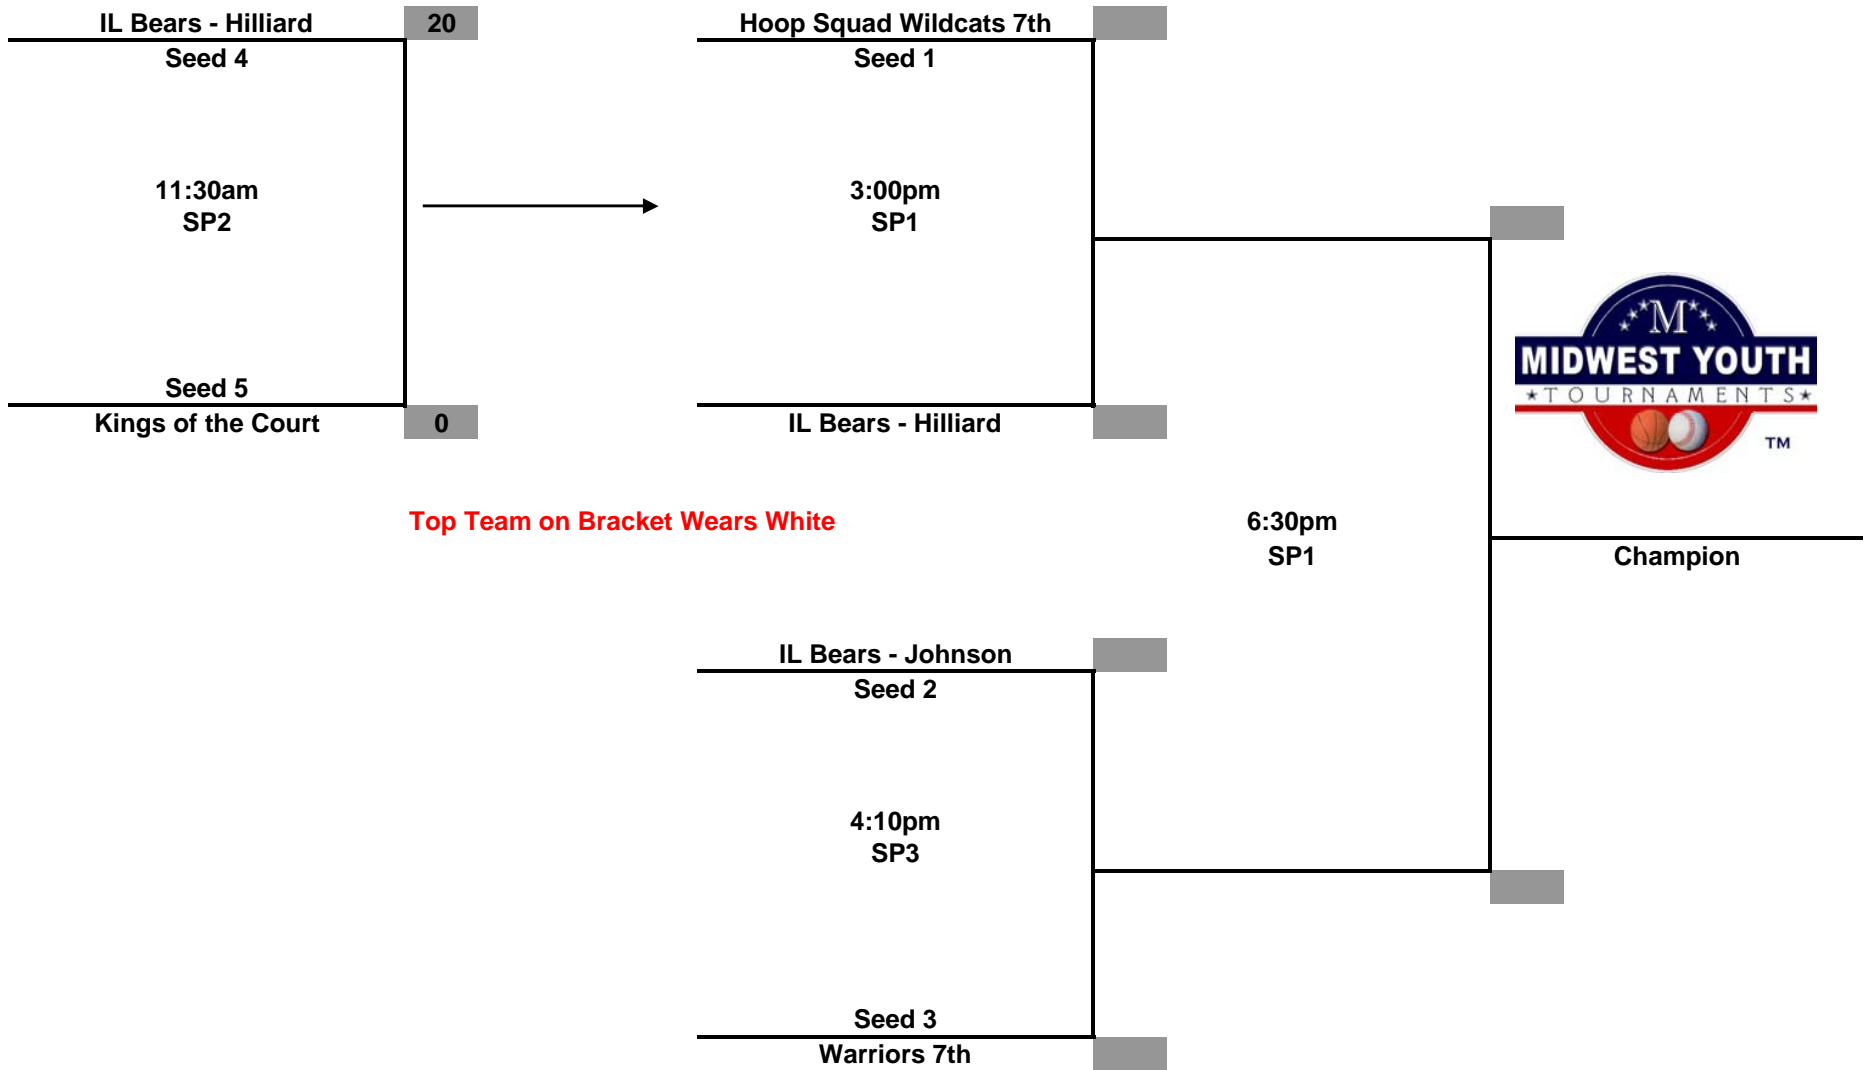 IL Bears - Hilliard 20
Seed 4
11:30am
SP2
Seed 5
Kings of the Court 0
Hoop Squad Wildcats 7th
Seed 1
3:00pm
SP1
IL Bears - Hilliard
Top Team on Bracket Wears White
6:30pm
SP1
M
MIDWEST YOUTH
TOURNAMENTS
TM
Champion
IL Bears - Johnson
Seed 2
4:10pm
SP3
Seed 3
Warriors 7th